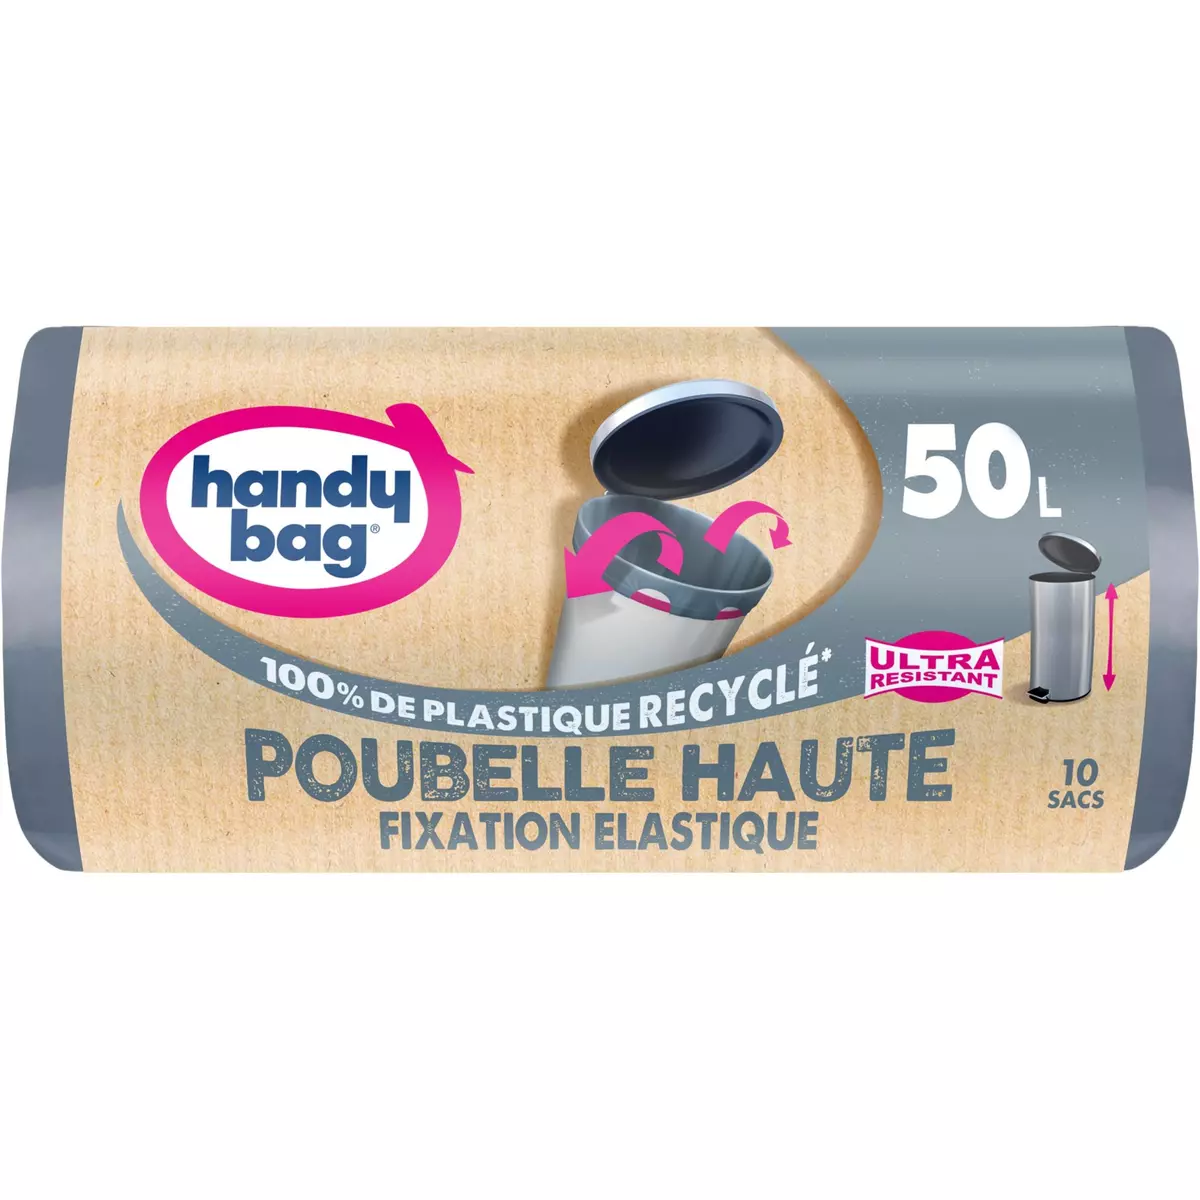 handy
bag®
50L
100% DE PLASTIQUE RECYCLÉ*
ULTRA
RESISTANT
POUBELLE HAUTE
FIXATION ELASTIQUE
10
SACS